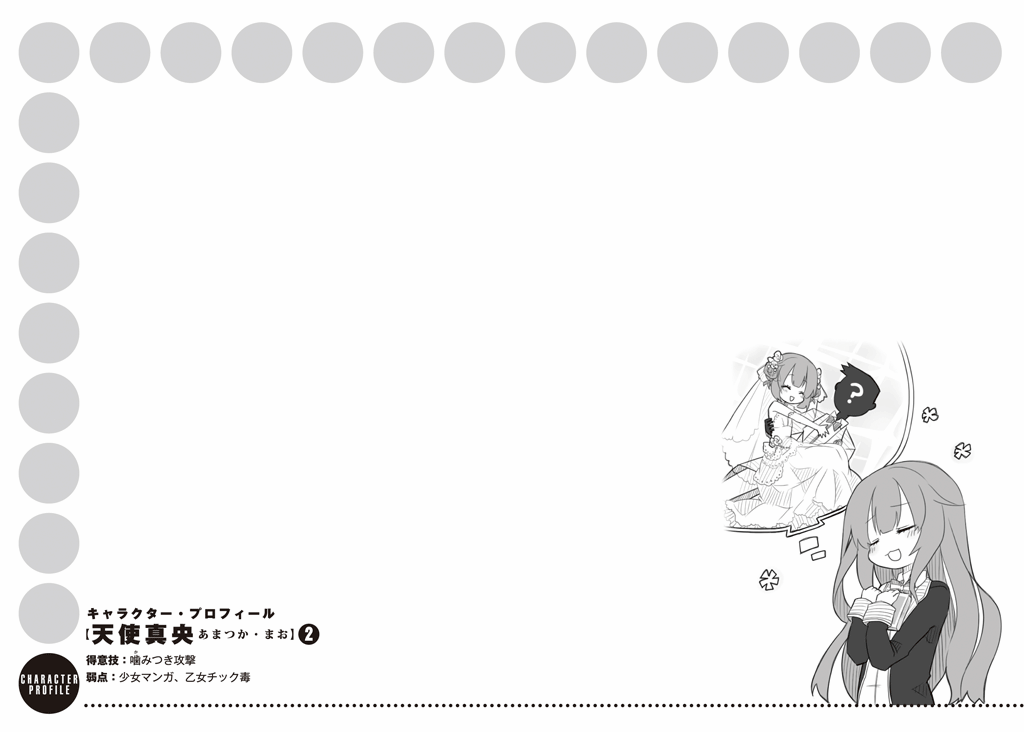 キャラクター・プロフィール
【天使真央 あまつか・まお】❷
得意技：噛みつき攻撃
か
弱点：少女マンガ、乙女チック毒
CHARACTER
PROFILE
?